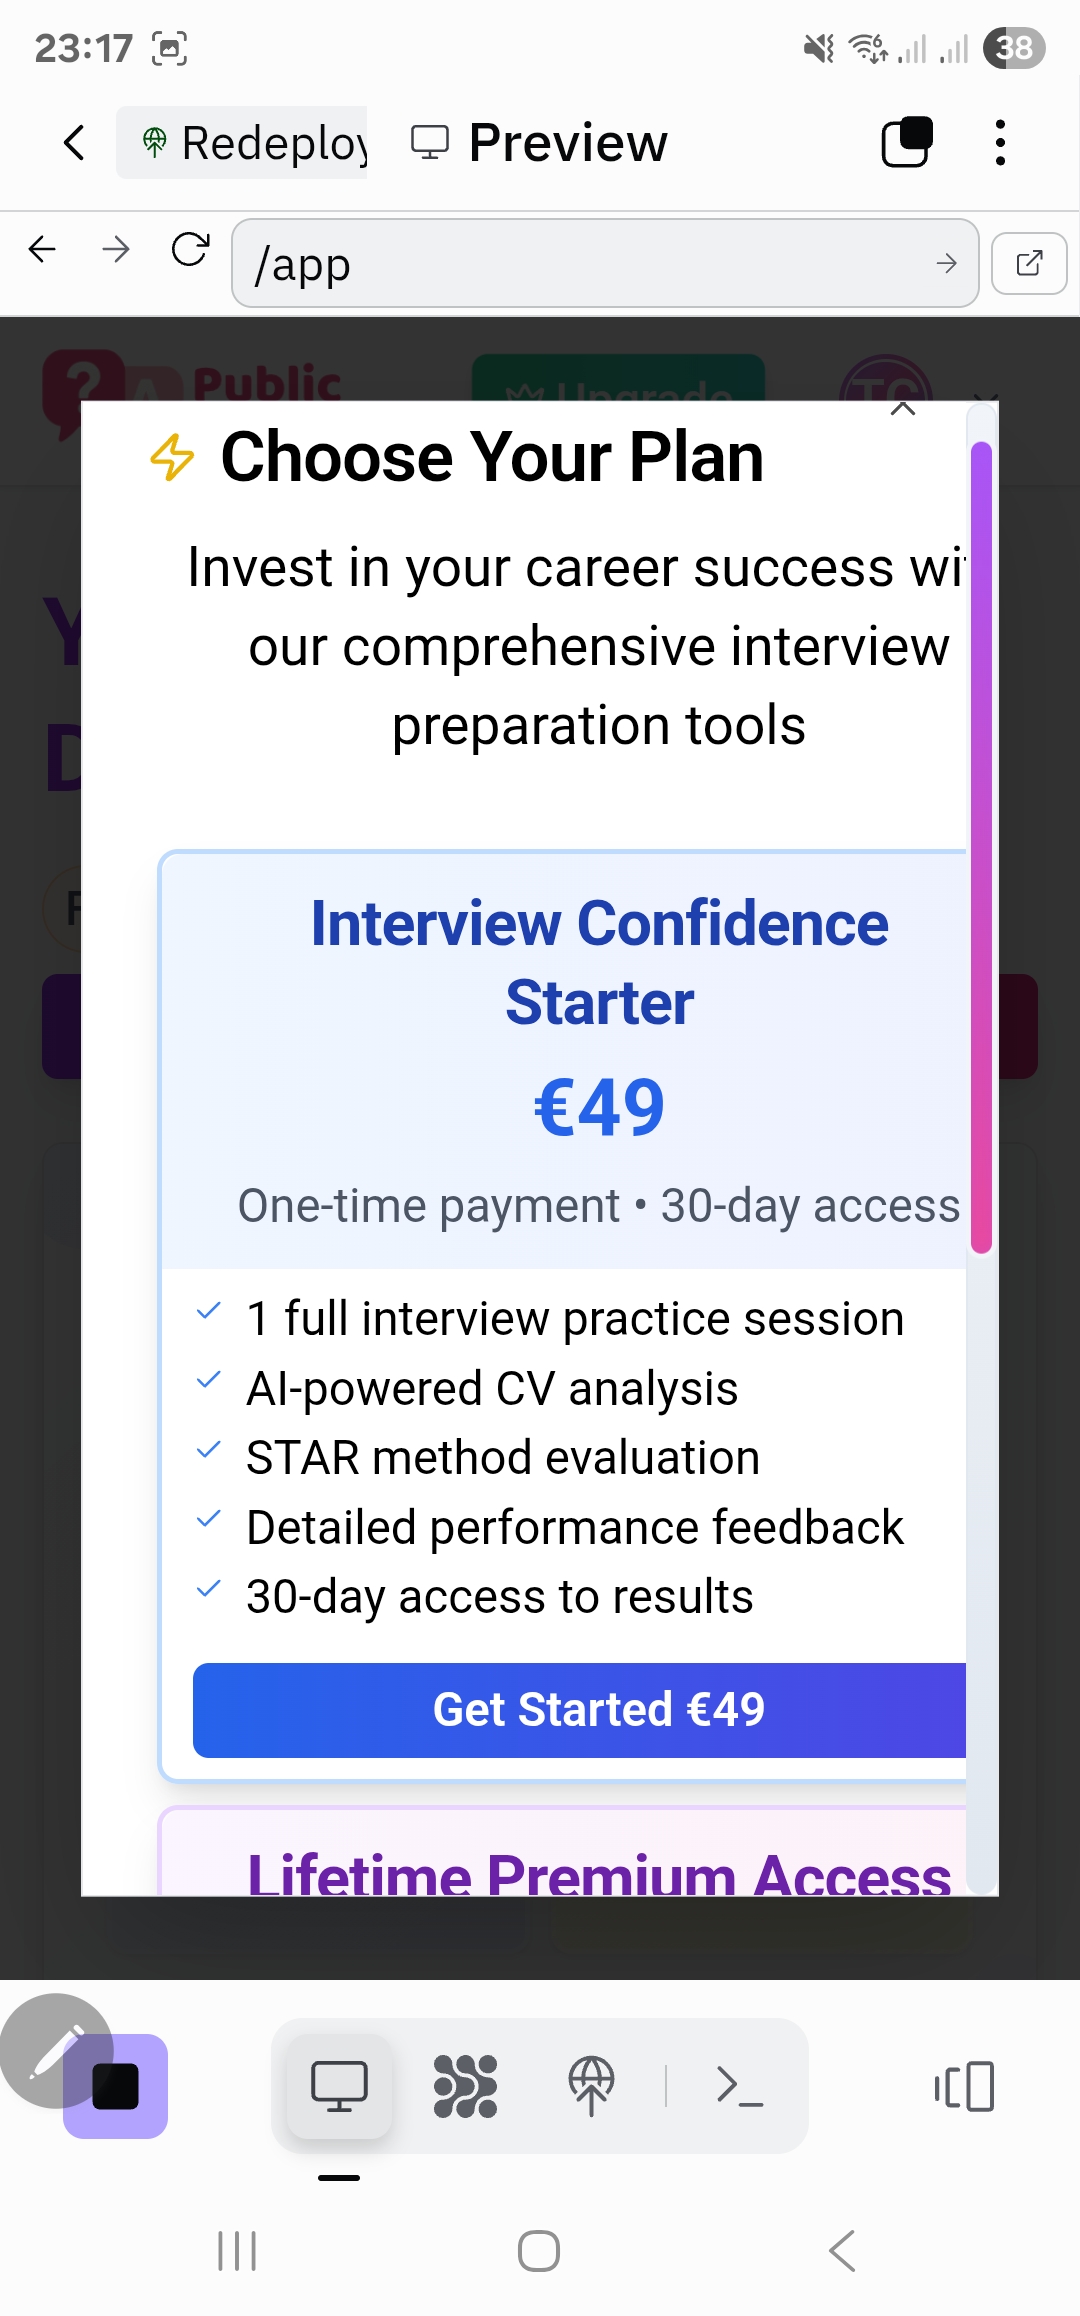 23:17
6
38
Redeploy
Preview
/app
?
A
Public
Upgrade
TC
Choose Your Plan
Invest in your career success wit
our comprehensive interview
preparation tools
Y
D
F
Interview Confidence
Starter
€49
One-time payment • 30-day access
1 full interview practice session
AI-powered CV analysis
STAR method evaluation
Detailed performance feedback
30-day access to results
Get Started €49
Lifetime Premium Access